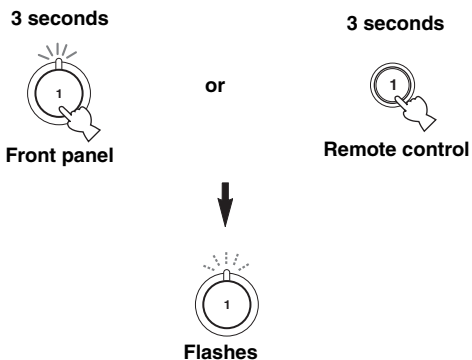 3 seconds
3 seconds
1
or
1
Front panel
Remote control
1
Flashes